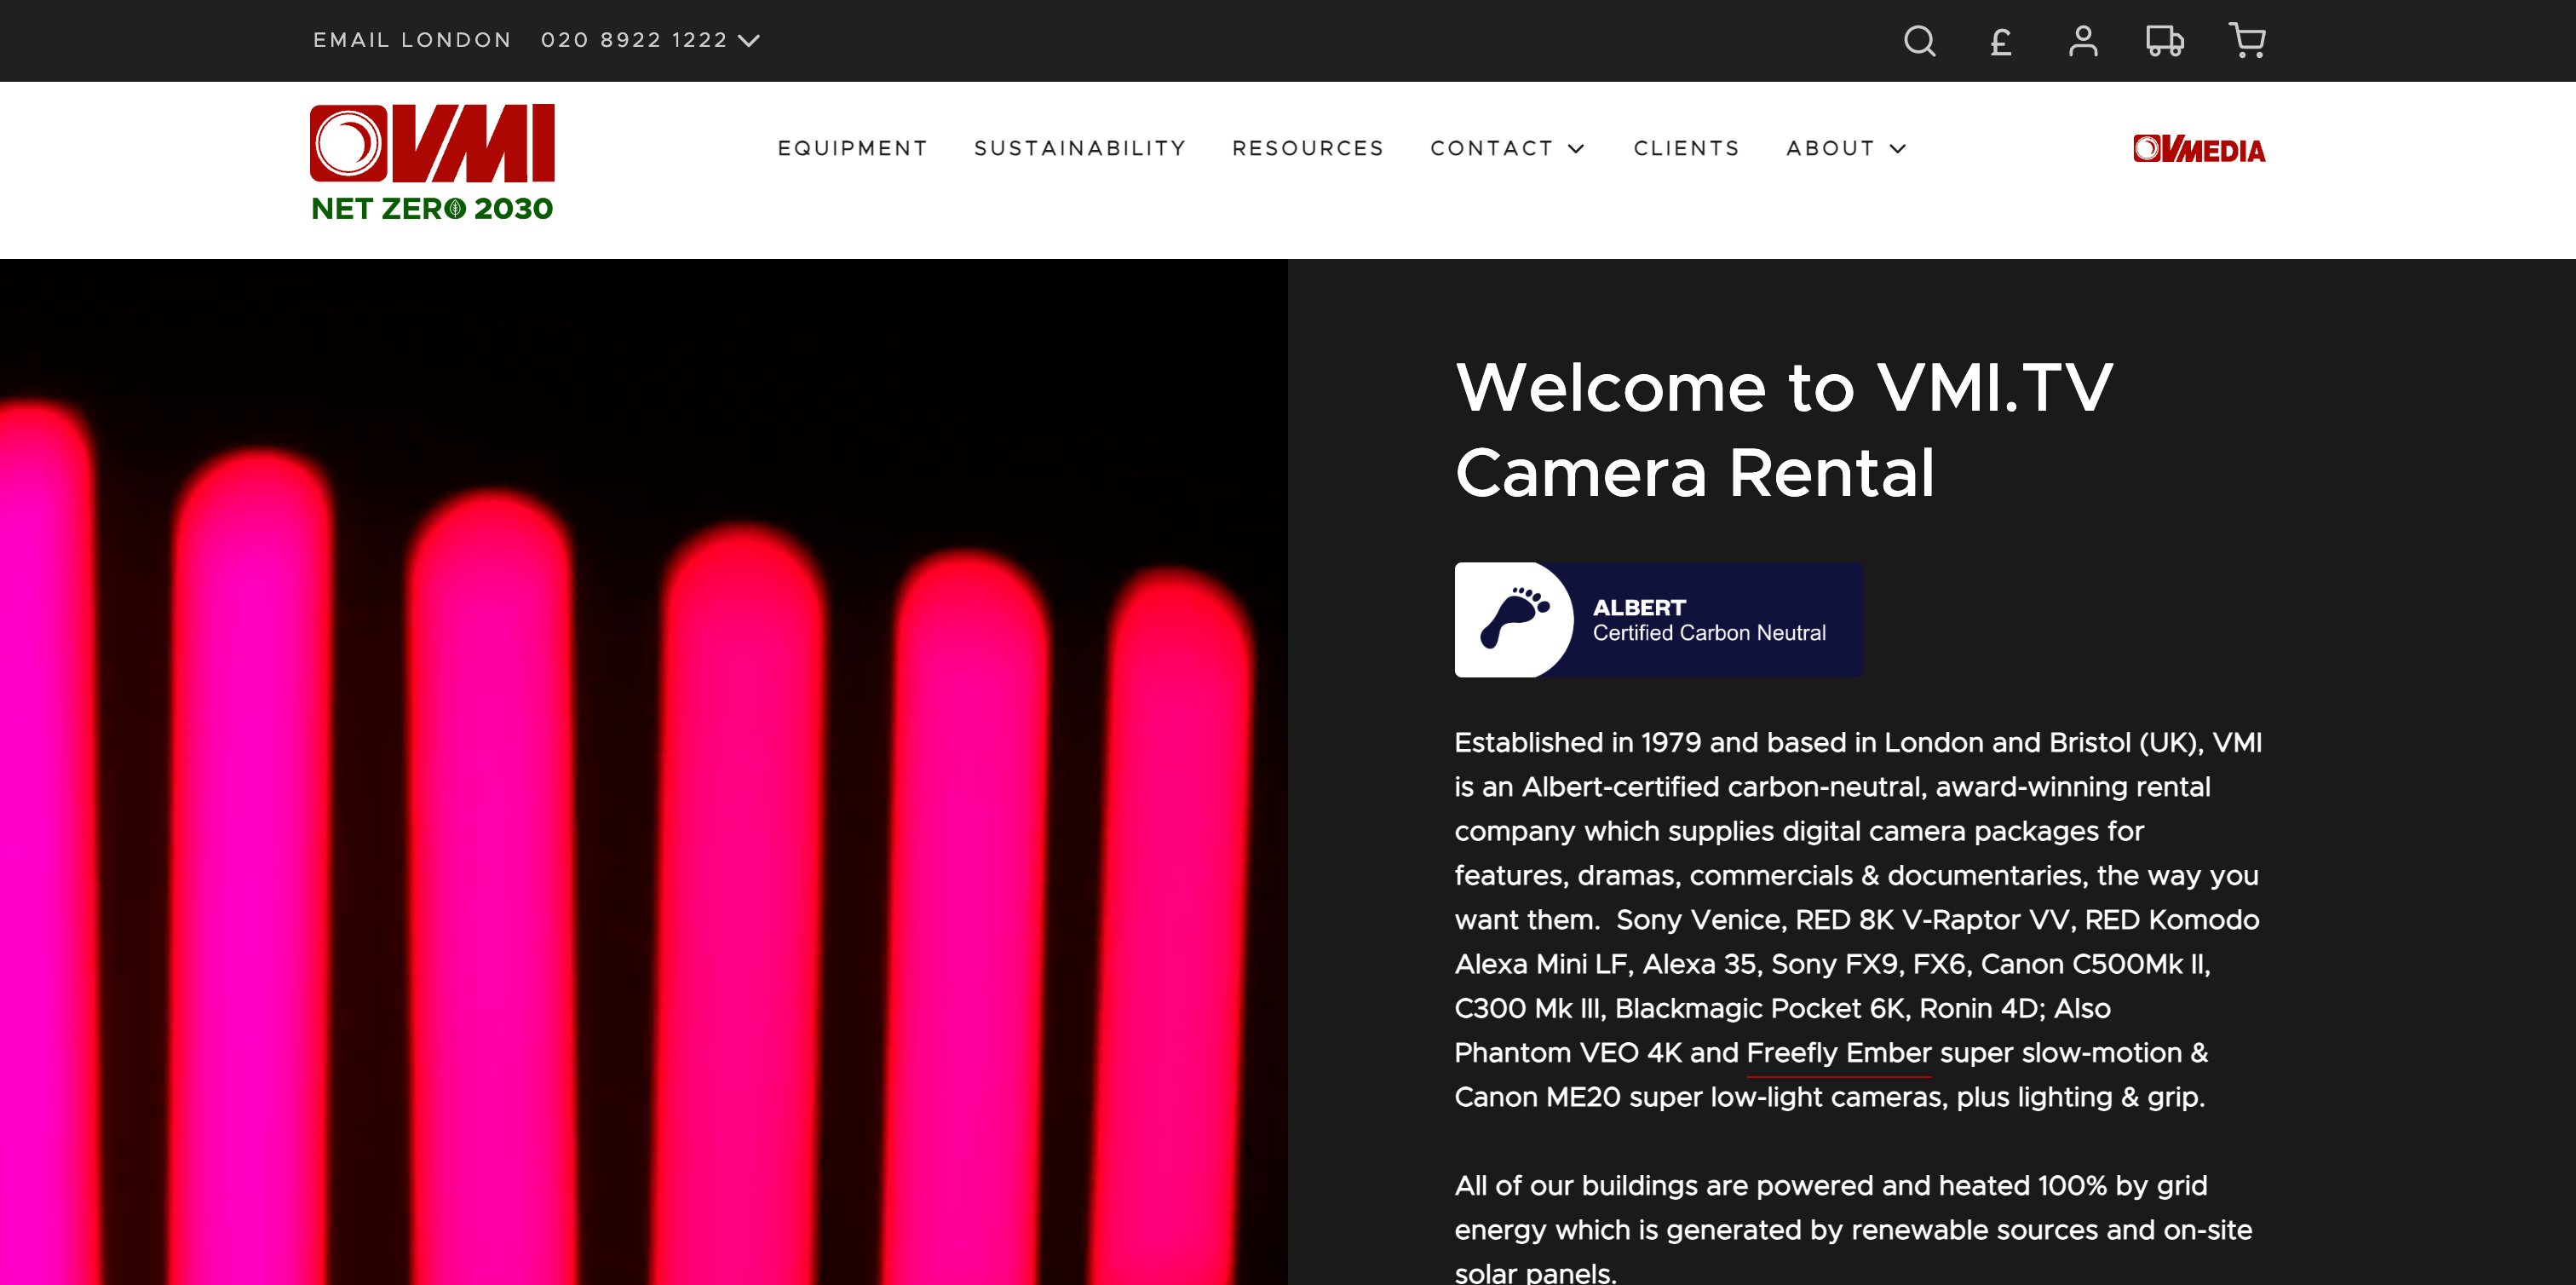 EMAIL LONDON 020 8922 1222
£
VMI
NET ZERO 2030
EQUIPMENT SUSTAINABILITY RESOURCES CONTACT CLIENTS ABOUT
VMEDIA
Welcome to VMI.TV
Camera Rental
ALBERT
Certified Carbon Neutral
Established in 1979 and based in London and Bristol (UK), VMI
is an Albert-certified carbon-neutral, award-winning rental
company which supplies digital camera packages for
features, dramas, commercials & documentaries, the way you
want them.  Sony Venice, RED 8K V-Raptor VV, RED Komodo
Alexa Mini LF, Alexa 35, Sony FX9, FX6, Canon C500Mk II,
C300 Mk III, Blackmagic Pocket 6K, Ronin 4D; Also
Phantom VEO 4K and Freefly Ember super slow-motion &
Canon ME20 super low-light cameras, plus lighting & grip.
All of our buildings are powered and heated 100% by grid
energy which is generated by renewable sources and on-site
solar panels.